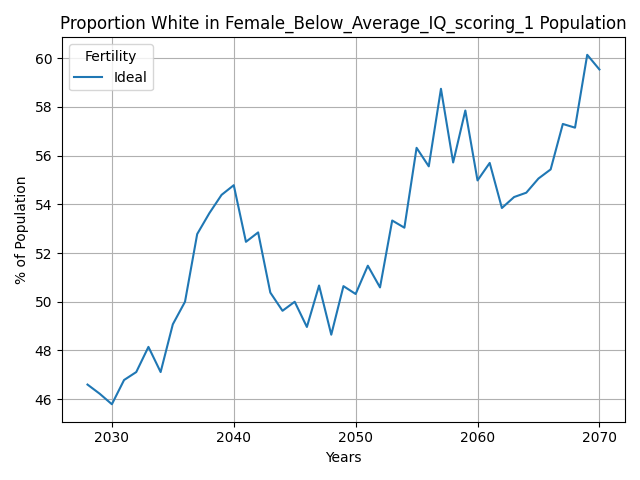 Proportion White in Female_Below_Average_IQ_scoring_1 Population
Fertility
Ideal
60
58
56
54
52
50
48
46
% of Population
2030
2040
2050
2060
2070
Years